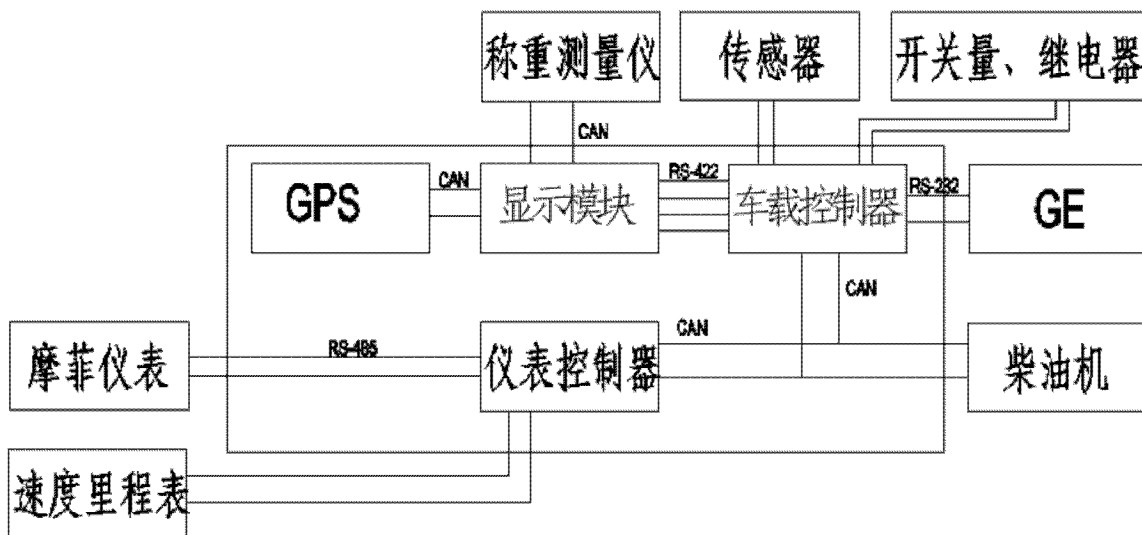 称重测量仪
传感器
开关量、继电器
CAN
GPS
CAN
显示模块
RS-422
车载控制器
RS-232
GE
CAN
摩菲仪表
RS-485
仪表控制器
CAN
柴油机
速度里程表